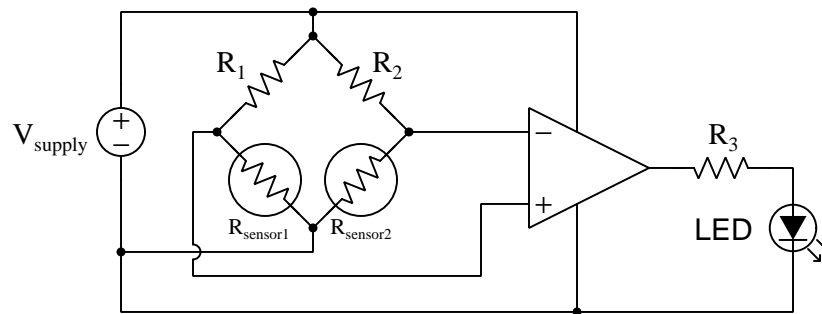 R1
R2
Vsupply
+
−
Rsensor1
Rsensor2
−
+
R3
LED